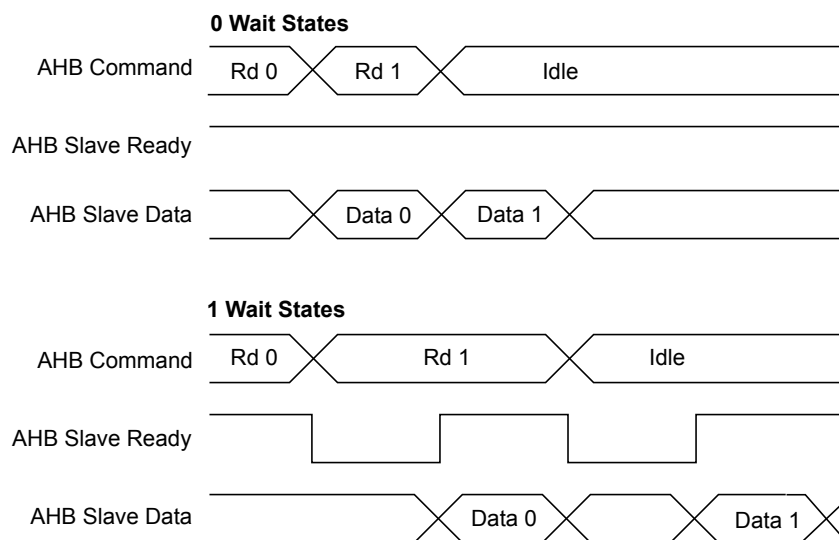 0 Wait States
AHB Command Rd 0 Rd 1 Idle
AHB Slave Ready
AHB Slave Data Data 0 Data 1
1 Wait States
AHB Command Rd 0 Rd 1 Idle
AHB Slave Ready
AHB Slave Data Data 0 Data 1